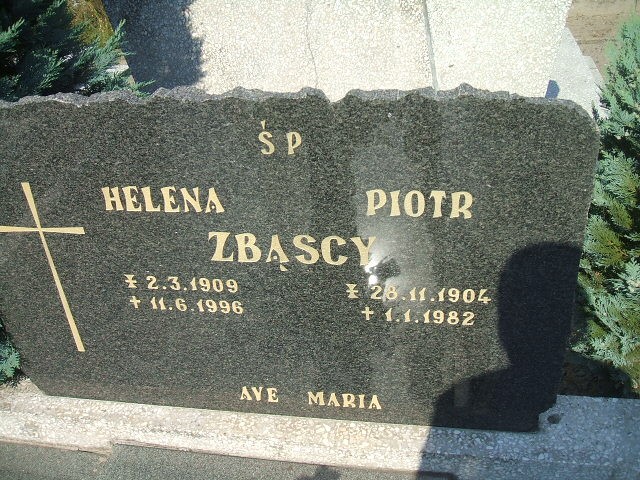 ŚP
HELENA PIOTR
ZBĄSCY
2.3.1909 28.11.1904
✝ 11.6.1996 ✝ 1.1.1982
AVE MARIA